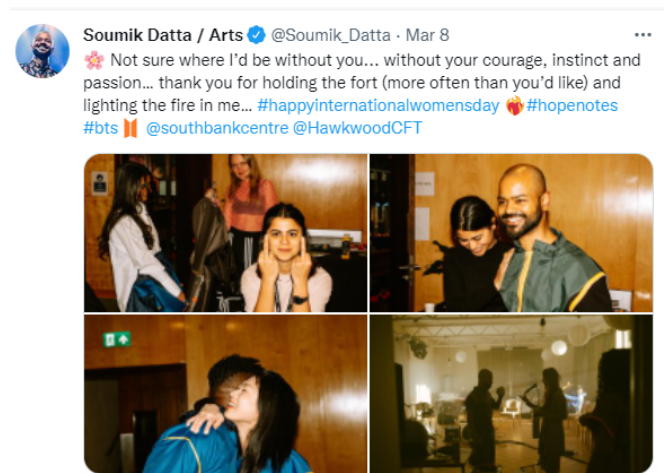 Soumik Datta / Arts @Soumik_Datta · Mar 8
🌸 Not sure where I'd be without you... without your courage, instinct and
passion... thank you for holding the fort (more often than you'd like) and
lighting the fire in me... #happyinternationalwomensday ❤️‍🔥 #hopenotes
#bts @southbankcentre @HawkwoodCFT